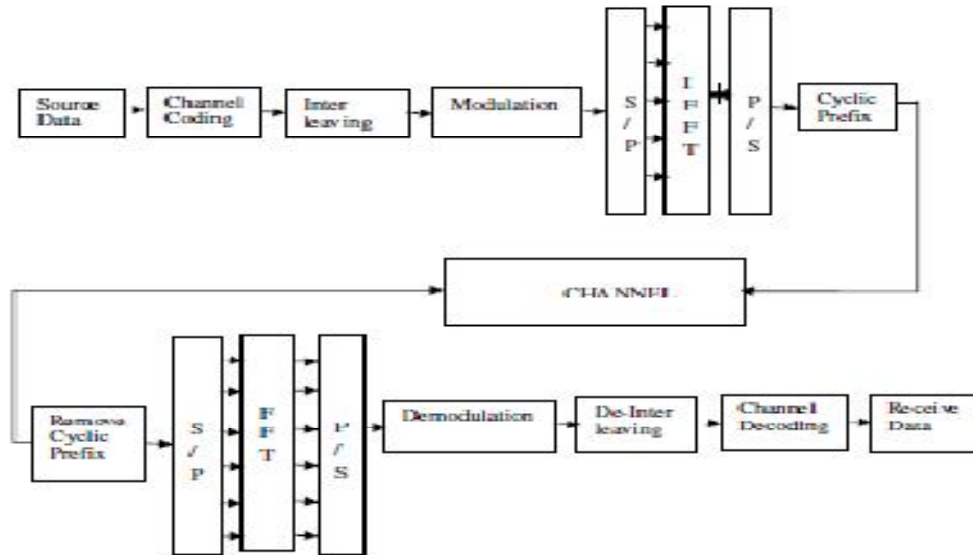 Source
Data
Channel
Coding
Inter
leaving
Modulation
S
/
P
I
F
F
T
P
/
S
Cyclic
Prefix
CHANNEL
Remove
Cyclic
Prefix
S
/
P
F
F
T
P
/
S
Demodulation
De-Inter
leaving
Channel
Decoding
Receive
Data